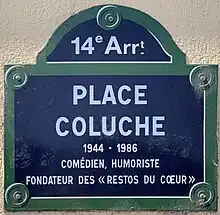 14e Arrt.
PLACE
COLUCHE
1944 - 1986
COMÉDIEN, HUMORISTE
FONDATEUR DES « RESTOS DU CŒUR »